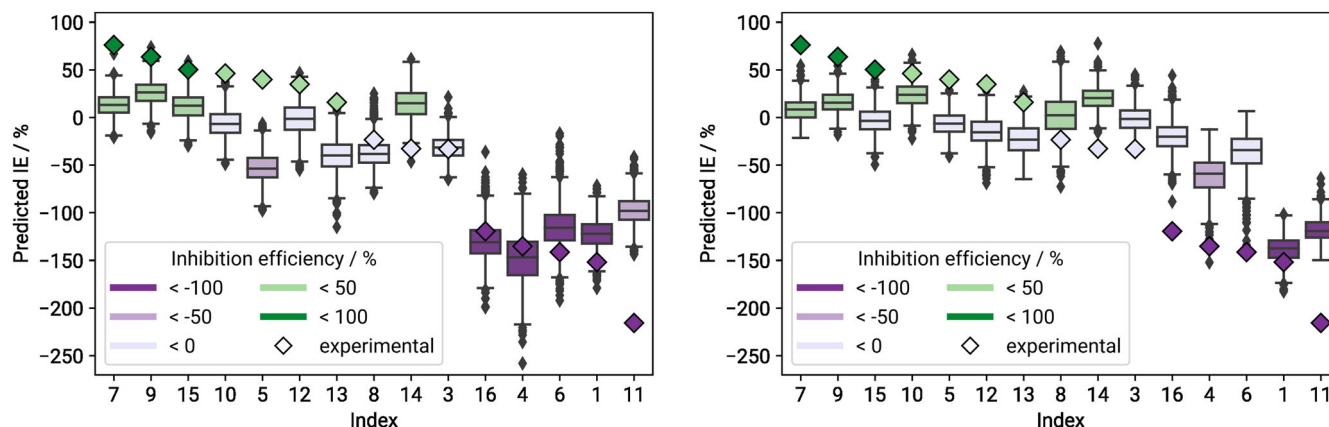 100
50
0
−50
−100
−150
−200
−250
Predicted IE / %
Inhibition efficiency / %
< -100
< 50
< -50
< 100
< 0
experimental
7 9 15 10 5 12 13 8 14 3 16 4 6 1 11
Index
100
50
0
−50
−100
−150
−200
−250
Predicted IE / %
Inhibition efficiency / %
< -100
< 50
< -50
< 100
< 0
experimental
7 9 15 10 5 12 13 8 14 3 16 4 6 1 11
Index